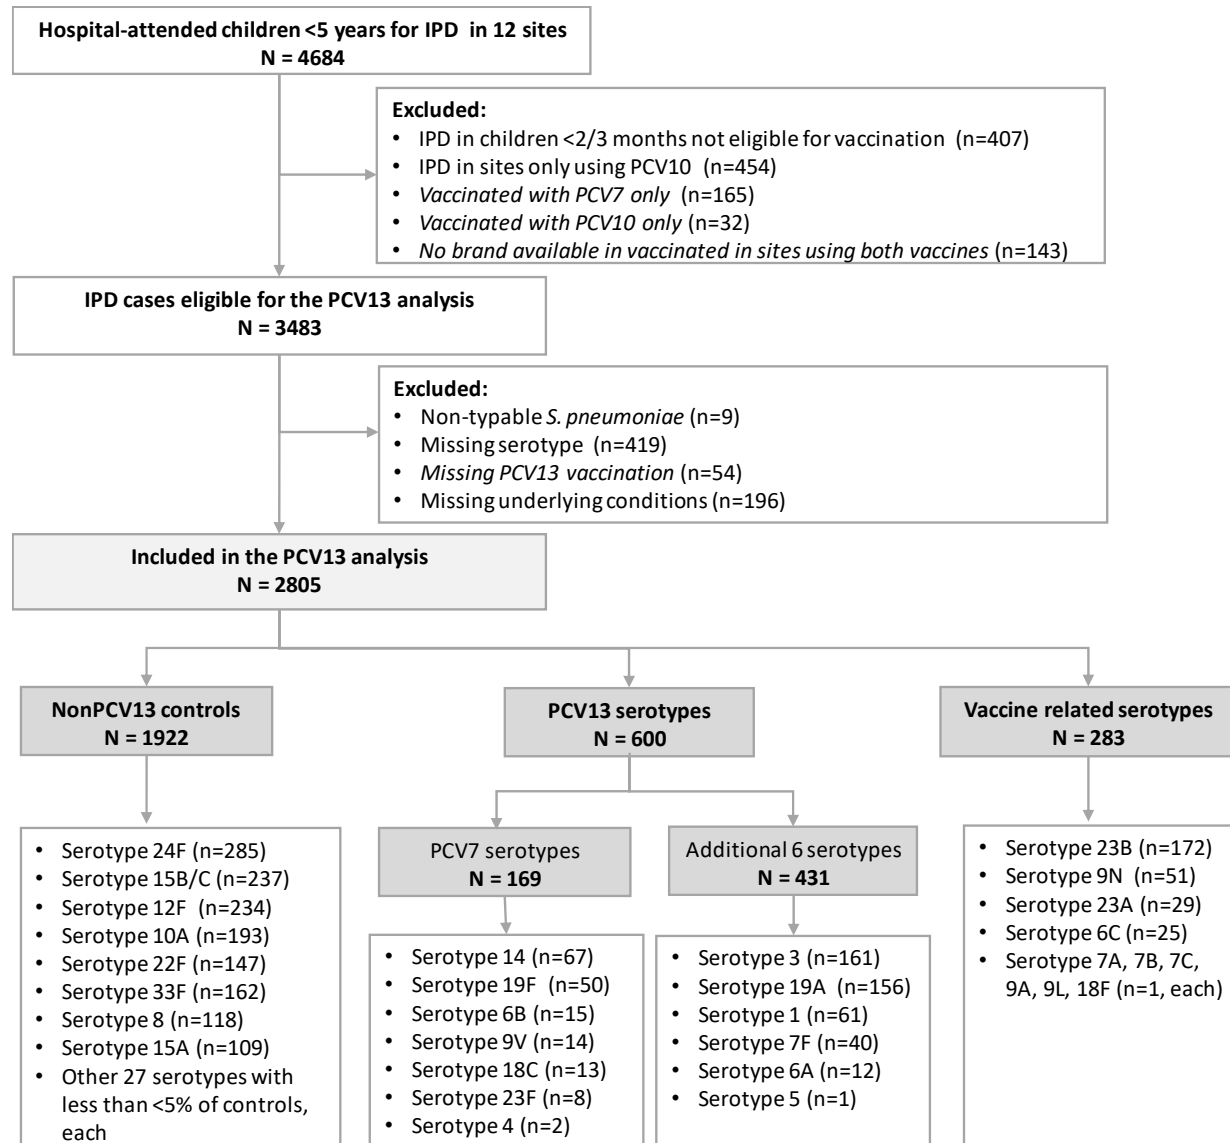 Hospital-attended children <5 years for IPD in 12 sites
N = 4684
Excluded:
• IPD in children <2/3 months not eligible for vaccination (n=407)
• IPD in sites only using PCV10 (n=454)
• Vaccinated with PCV7 only (n=165)
• Vaccinated with PCV10 only (n=32)
• No brand available in vaccinated in sites using both vaccines (n=143)
IPD cases eligible for the PCV13 analysis
N = 3483
Excluded:
• Non-typable S. pneumoniae (n=9)
• Missing serotype (n=419)
• Missing PCV13 vaccination (n=54)
• Missing underlying conditions (n=196)
Included in the PCV13 analysis
N = 2805
NonPCV13 controls
N = 1922
PCV13 serotypes
N = 600
Vaccine related serotypes
N = 283
• Serotype 24F (n=285)
• Serotype 15B/C (n=237)
• Serotype 12F (n=234)
• Serotype 10A (n=193)
• Serotype 22F (n=147)
• Serotype 33F (n=162)
• Serotype 8 (n=118)
• Serotype 15A (n=109)
• Other 27 serotypes with
less than <5% of controls,
each
PCV7 serotypes
N = 169
• Serotype 14 (n=67)
• Serotype 19F (n=50)
• Serotype 6B (n=15)
• Serotype 9V (n=14)
• Serotype 18C (n=13)
• Serotype 23F (n=8)
• Serotype 4 (n=2)
Additional 6 serotypes
N = 431
• Serotype 3 (n=161)
• Serotype 19A (n=156)
• Serotype 1 (n=61)
• Serotype 7F (n=40)
• Serotype 6A (n=12)
• Serotype 5 (n=1)
• Serotype 23B (n=172)
• Serotype 9N (n=51)
• Serotype 23A (n=29)
• Serotype 6C (n=25)
• Serotype 7A, 7B, 7C,
9A, 9L, 18F (n=1, each)